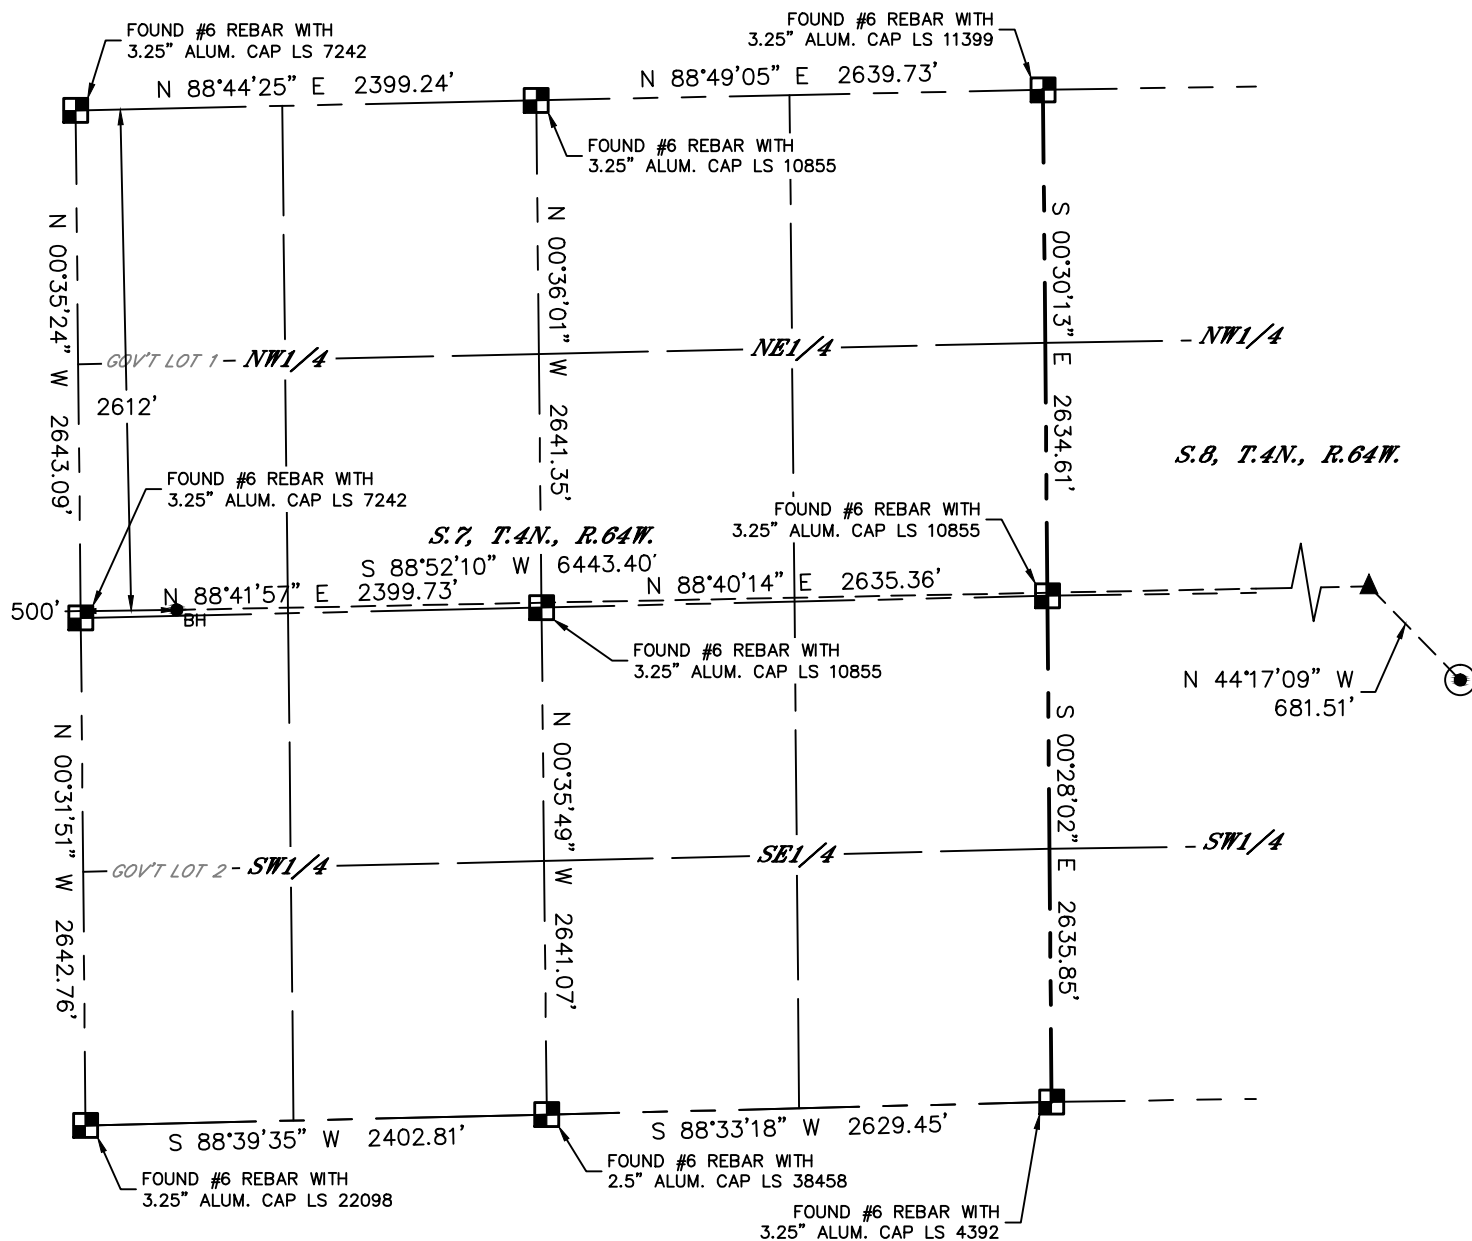 FOUND #6 REBAR WITH
3.25" ALUM. CAP LS 7242
FOUND #6 REBAR WITH
3.25" ALUM. CAP LS 11399
N 88°44'25" E 2399.24'
N 88°49'05" E 2639.73'
FOUND #6 REBAR WITH
3.25" ALUM. CAP LS 10855
N 00°35'24" W 2643.09'
N 00°36'01" W 2641.35'
S 00°30'13" E 2634.61'
GOV'T LOT 1
NW1/4
NE1/4
NW1/4
2612'
S.8, T.4N., R.64W.
FOUND #6 REBAR WITH
3.25" ALUM. CAP LS 7242
FOUND #6 REBAR WITH
3.25" ALUM. CAP LS 10855
S.7, T.4N., R.64W.
S 88°52'10" W 6443.40'
N 88°41'57" E 2399.73'
N 88°40'14" E 2635.36'
500'
BH
FOUND #6 REBAR WITH
3.25" ALUM. CAP LS 10855
N 44°17'09" W
681.51'
N 00°31'51" W 2642.76'
N 00°35'49" W 2641.07'
S 00°28'02" E 2635.85'
GOV'T LOT 2
SW1/4
SE1/4
SW1/4
S 88°39'35" W 2402.81'
S 88°33'18" W 2629.45'
FOUND #6 REBAR WITH
3.25" ALUM. CAP LS 22098
FOUND #6 REBAR WITH
2.5" ALUM. CAP LS 38458
FOUND #6 REBAR WITH
3.25" ALUM. CAP LS 4392